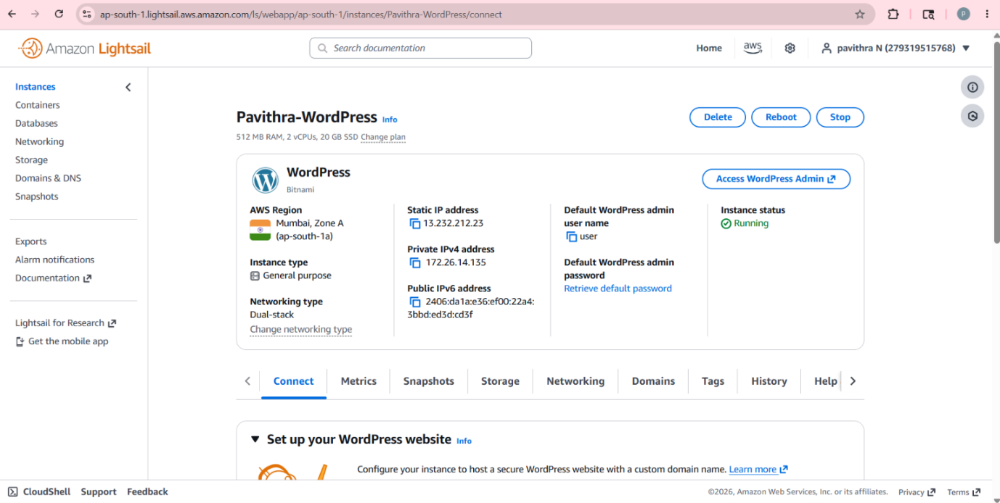 ap-south-1.lightsail.aws.amazon.com/ls/webapp/ap-south-1/instances/Pavithra-WordPress/connect
P
Amazon Lightsail
Search documentation
Home
aws
pavithra N (279319515768)
Instances
Containers
Databases
Networking
Storage
Domains & DNS
Snapshots
Exports
Alarm notifications
Documentation
Lightsail for Research
Get the mobile app
Pavithra-WordPress Info
512 MB RAM, 2 vCPUs, 20 GB SSD Change plan
Delete
Reboot
Stop
WordPress
Bitnami
Access WordPress Admin
AWS Region
Mumbai, Zone A
(ap-south-1a)
Instance type
General purpose
Networking type
Dual-stack
Change networking type
Static IP address
13.232.212.23
Private IPv4 address
172.26.14.135
Public IPv6 address
2406:da1a:e36:ef00:22a4:
3bbd:ed3d:cd3f
Default WordPress admin
user name
user
Default WordPress admin
password
Retrieve default password
Instance status
Running
Connect
Metrics
Snapshots
Storage
Networking
Domains
Tags
History
Help
Set up your WordPress website Info
Configure your instance to host a secure WordPress website with a custom domain name. Learn more
CloudShell
Support
Feedback
©2026, Amazon Web Services, Inc. or its affiliates.
Privacy
Terms